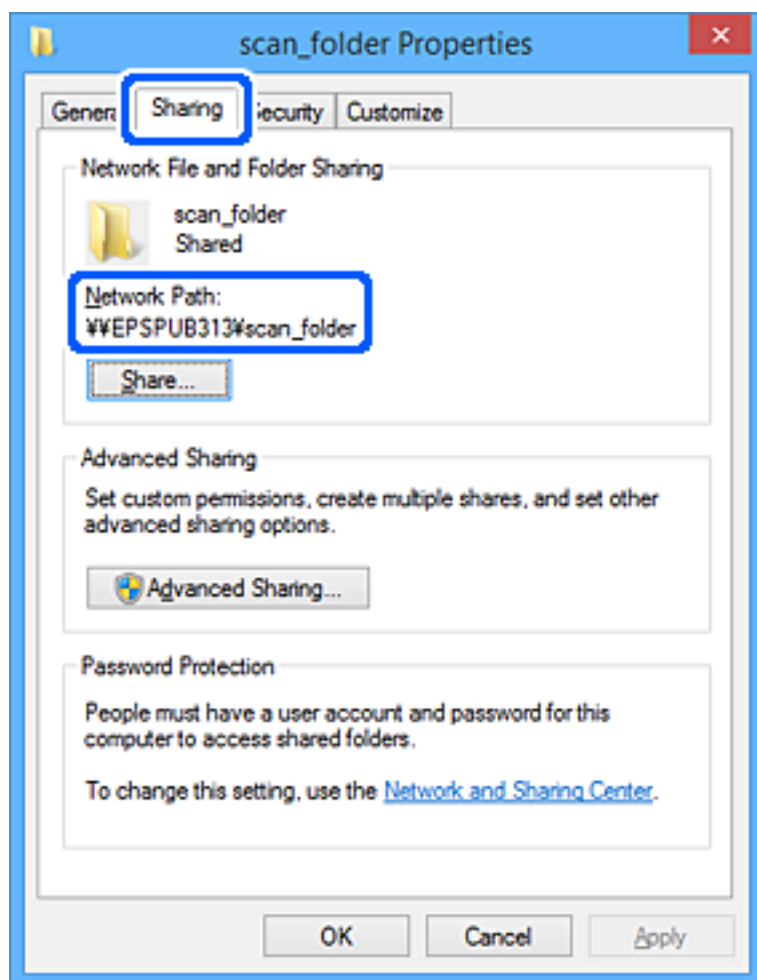 scan_folder Properties
Sharing
Customize
Network File and Folder Sharing
scan_folder
Shared
Network Path:
¥¥EPSPUB313¥scan_folder
Share...
Advanced Sharing
Set custom permissions, create multiple shares, and set other
advanced sharing options.
Advanced Sharing...
Password Protection
People must have a user account and password for this
computer to access shared folders.
To change this setting, use the Network and Sharing Center.
OK Cancel Apply